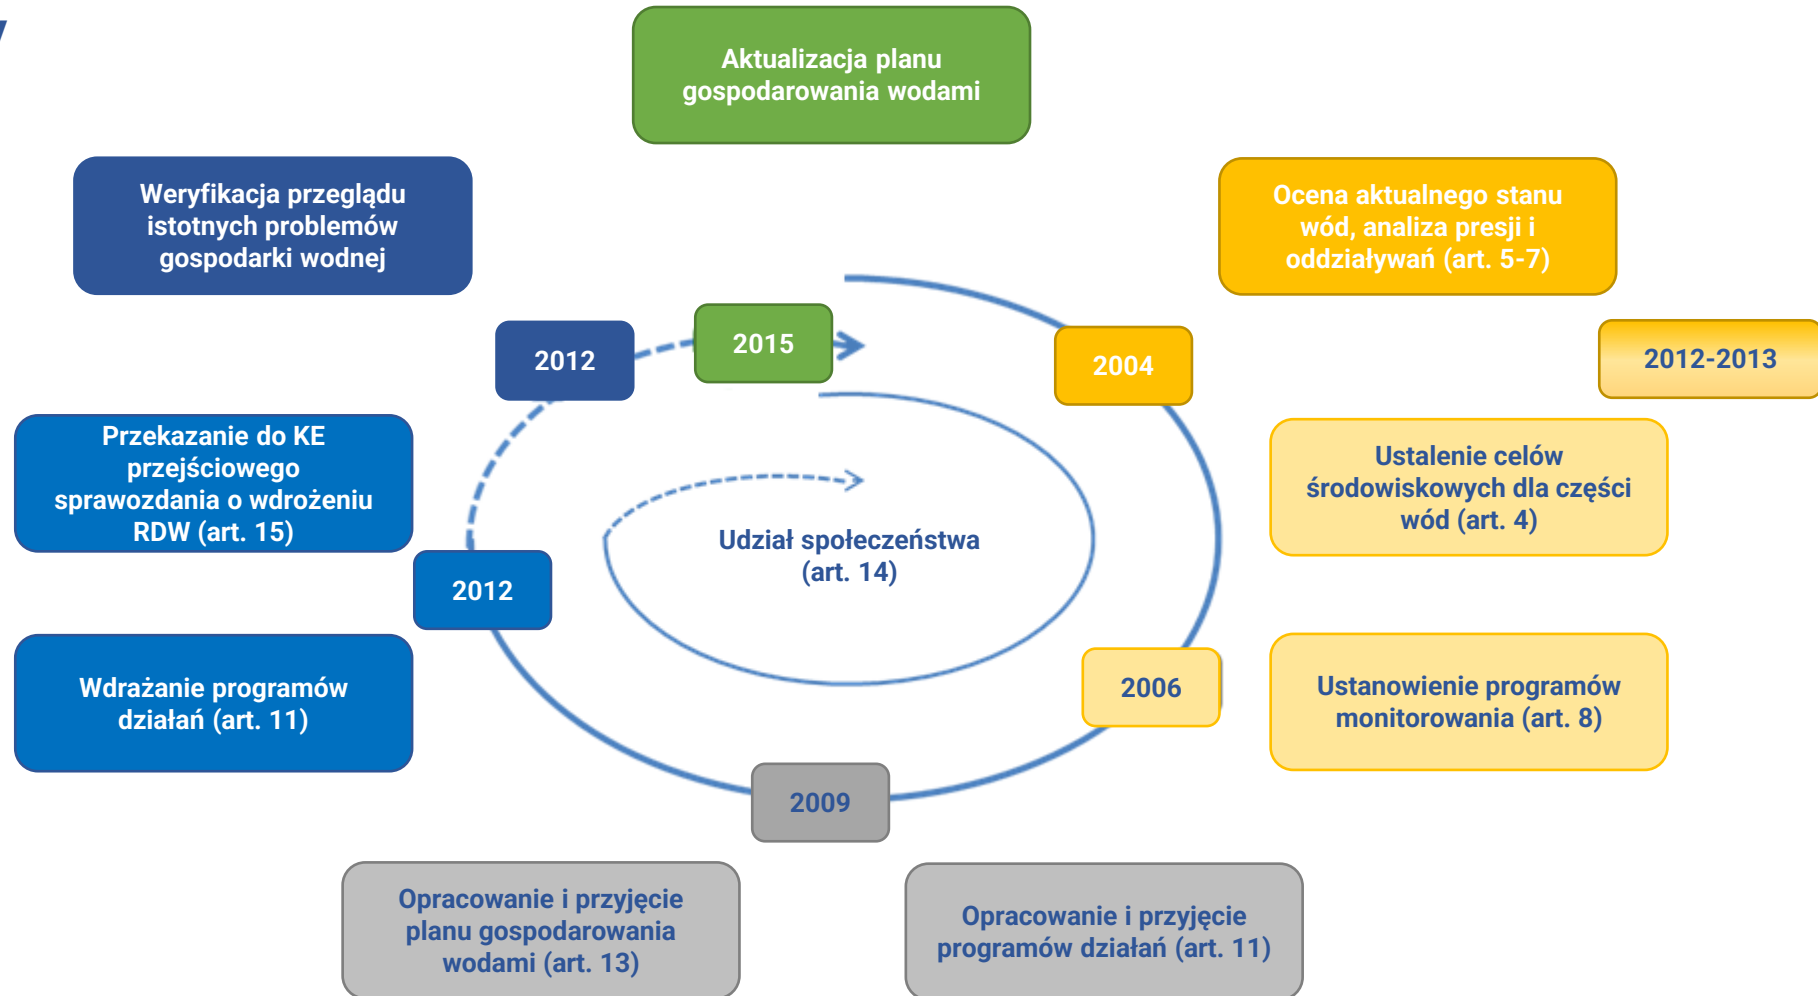 Aktualizacja planu
gospodarowania wodami
Weryfikacja przeglądu
istotnych problemów
gospodarki wodnej
Ocena aktualnego stanu
wód, analiza presji i
oddziaływań (art. 5-7)
2012
2015
2004
2012-2013
Przekazanie do KE
przejściowego
sprawozdania o wdrożeniu
RDW (art. 15)
Ustalenie celów
środowiskowych dla części
wód (art. 4)
Udział społeczeństwa
(art. 14)
2012
Wdrażanie programów
działań (art. 11)
2006
Ustanowienie programów
monitorowania (art. 8)
2009
Opracowanie i przyjęcie
planu gospodarowania
wodami (art. 13)
Opracowanie i przyjęcie
programów działań (art. 11)